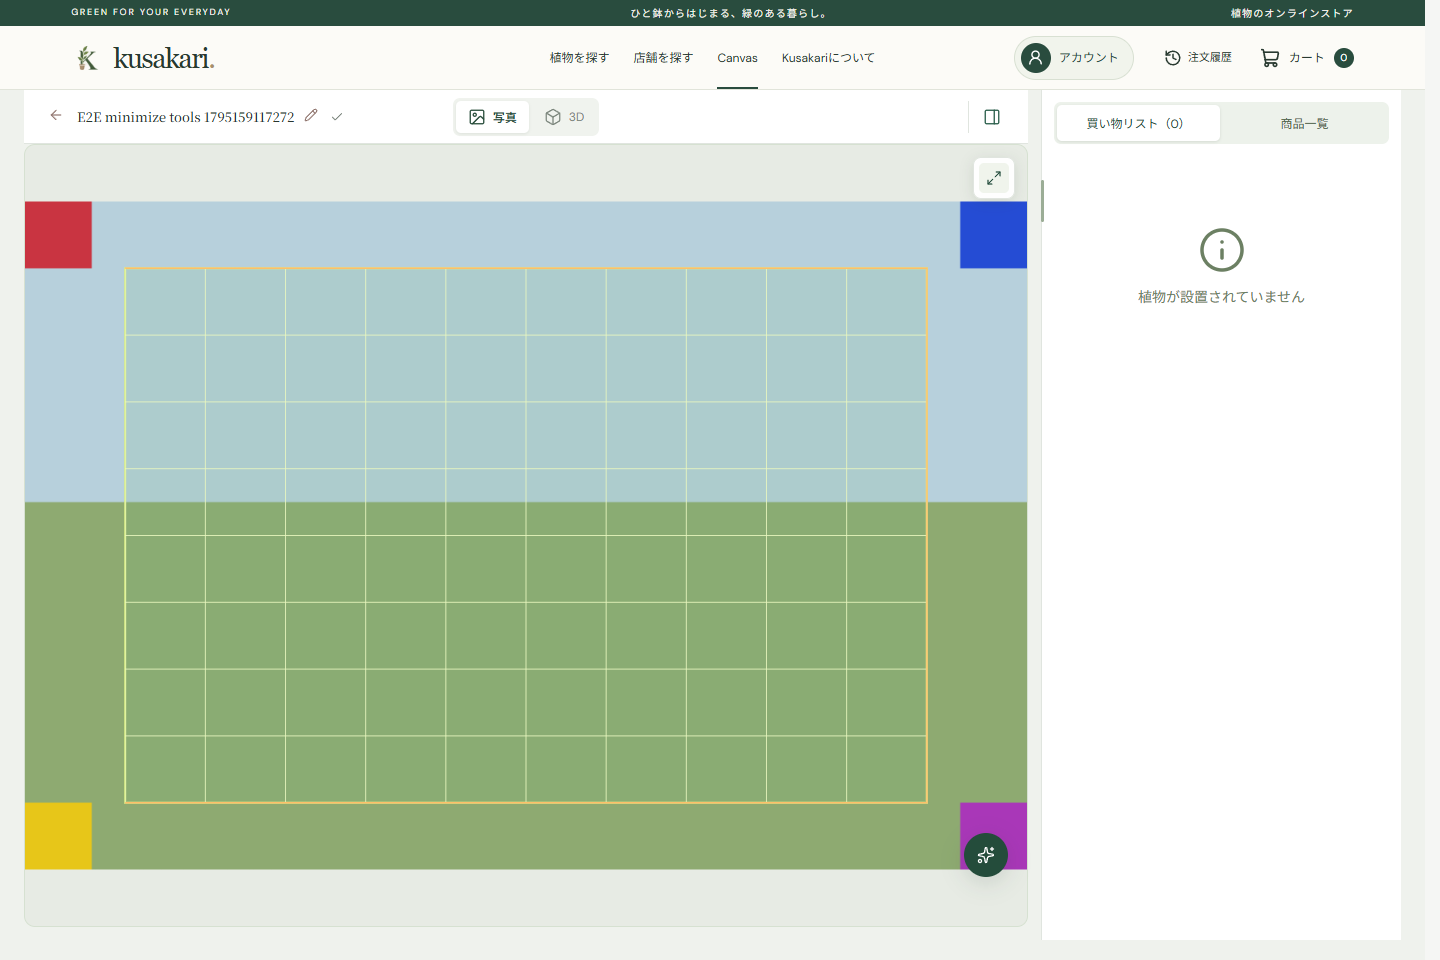 GREEN FOR YOUR EVERYDAY
ひと鉢からはじまる、緑のある暮らし。
植物のオンラインストア
kusakari.
植物を探す
店舗を探す
Canvas
Kusakariについて
アカウント
注文履歴
カート
0
E2E minimize tools 1795159117272
写真
3D
買い物リスト（0）
商品一覧
植物が設置されていません